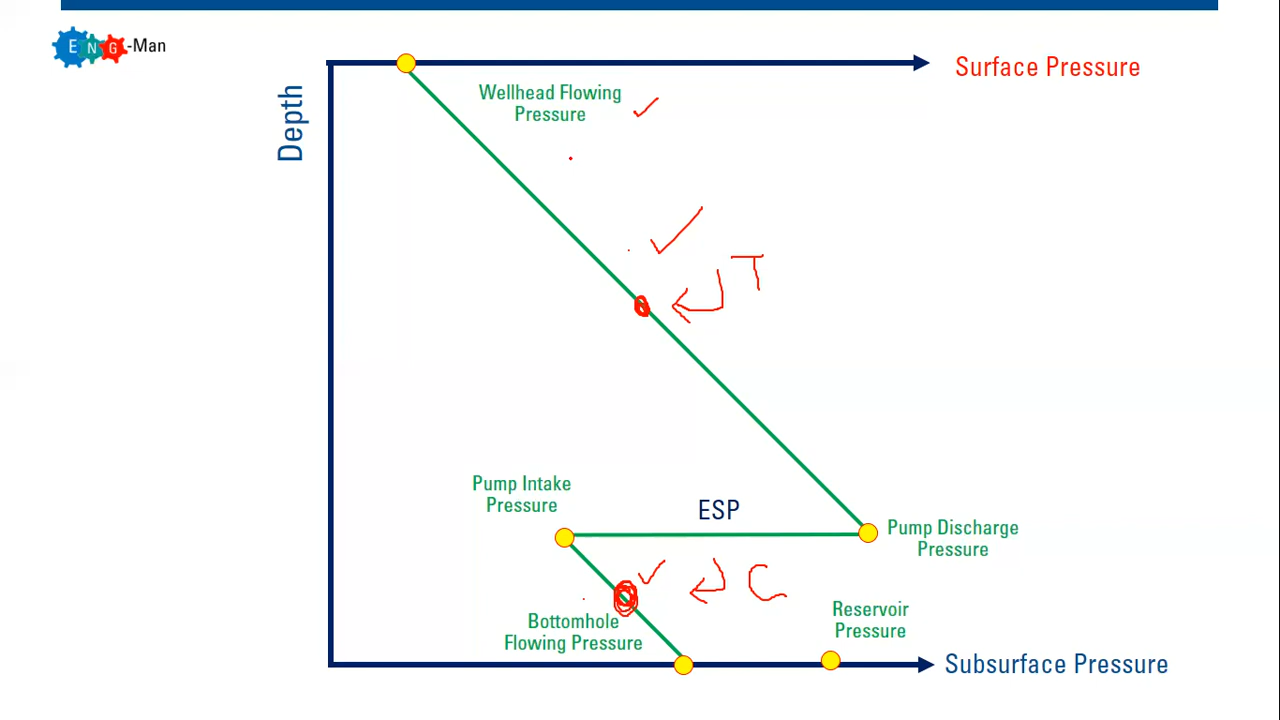 ENG-Man
Surface Pressure
Wellhead Flowing
Pressure
Depth
T
Pump Intake
Pressure
ESP
Pump Discharge
Pressure
C
Reservoir
Pressure
Bottomhole
Flowing Pressure
Subsurface Pressure